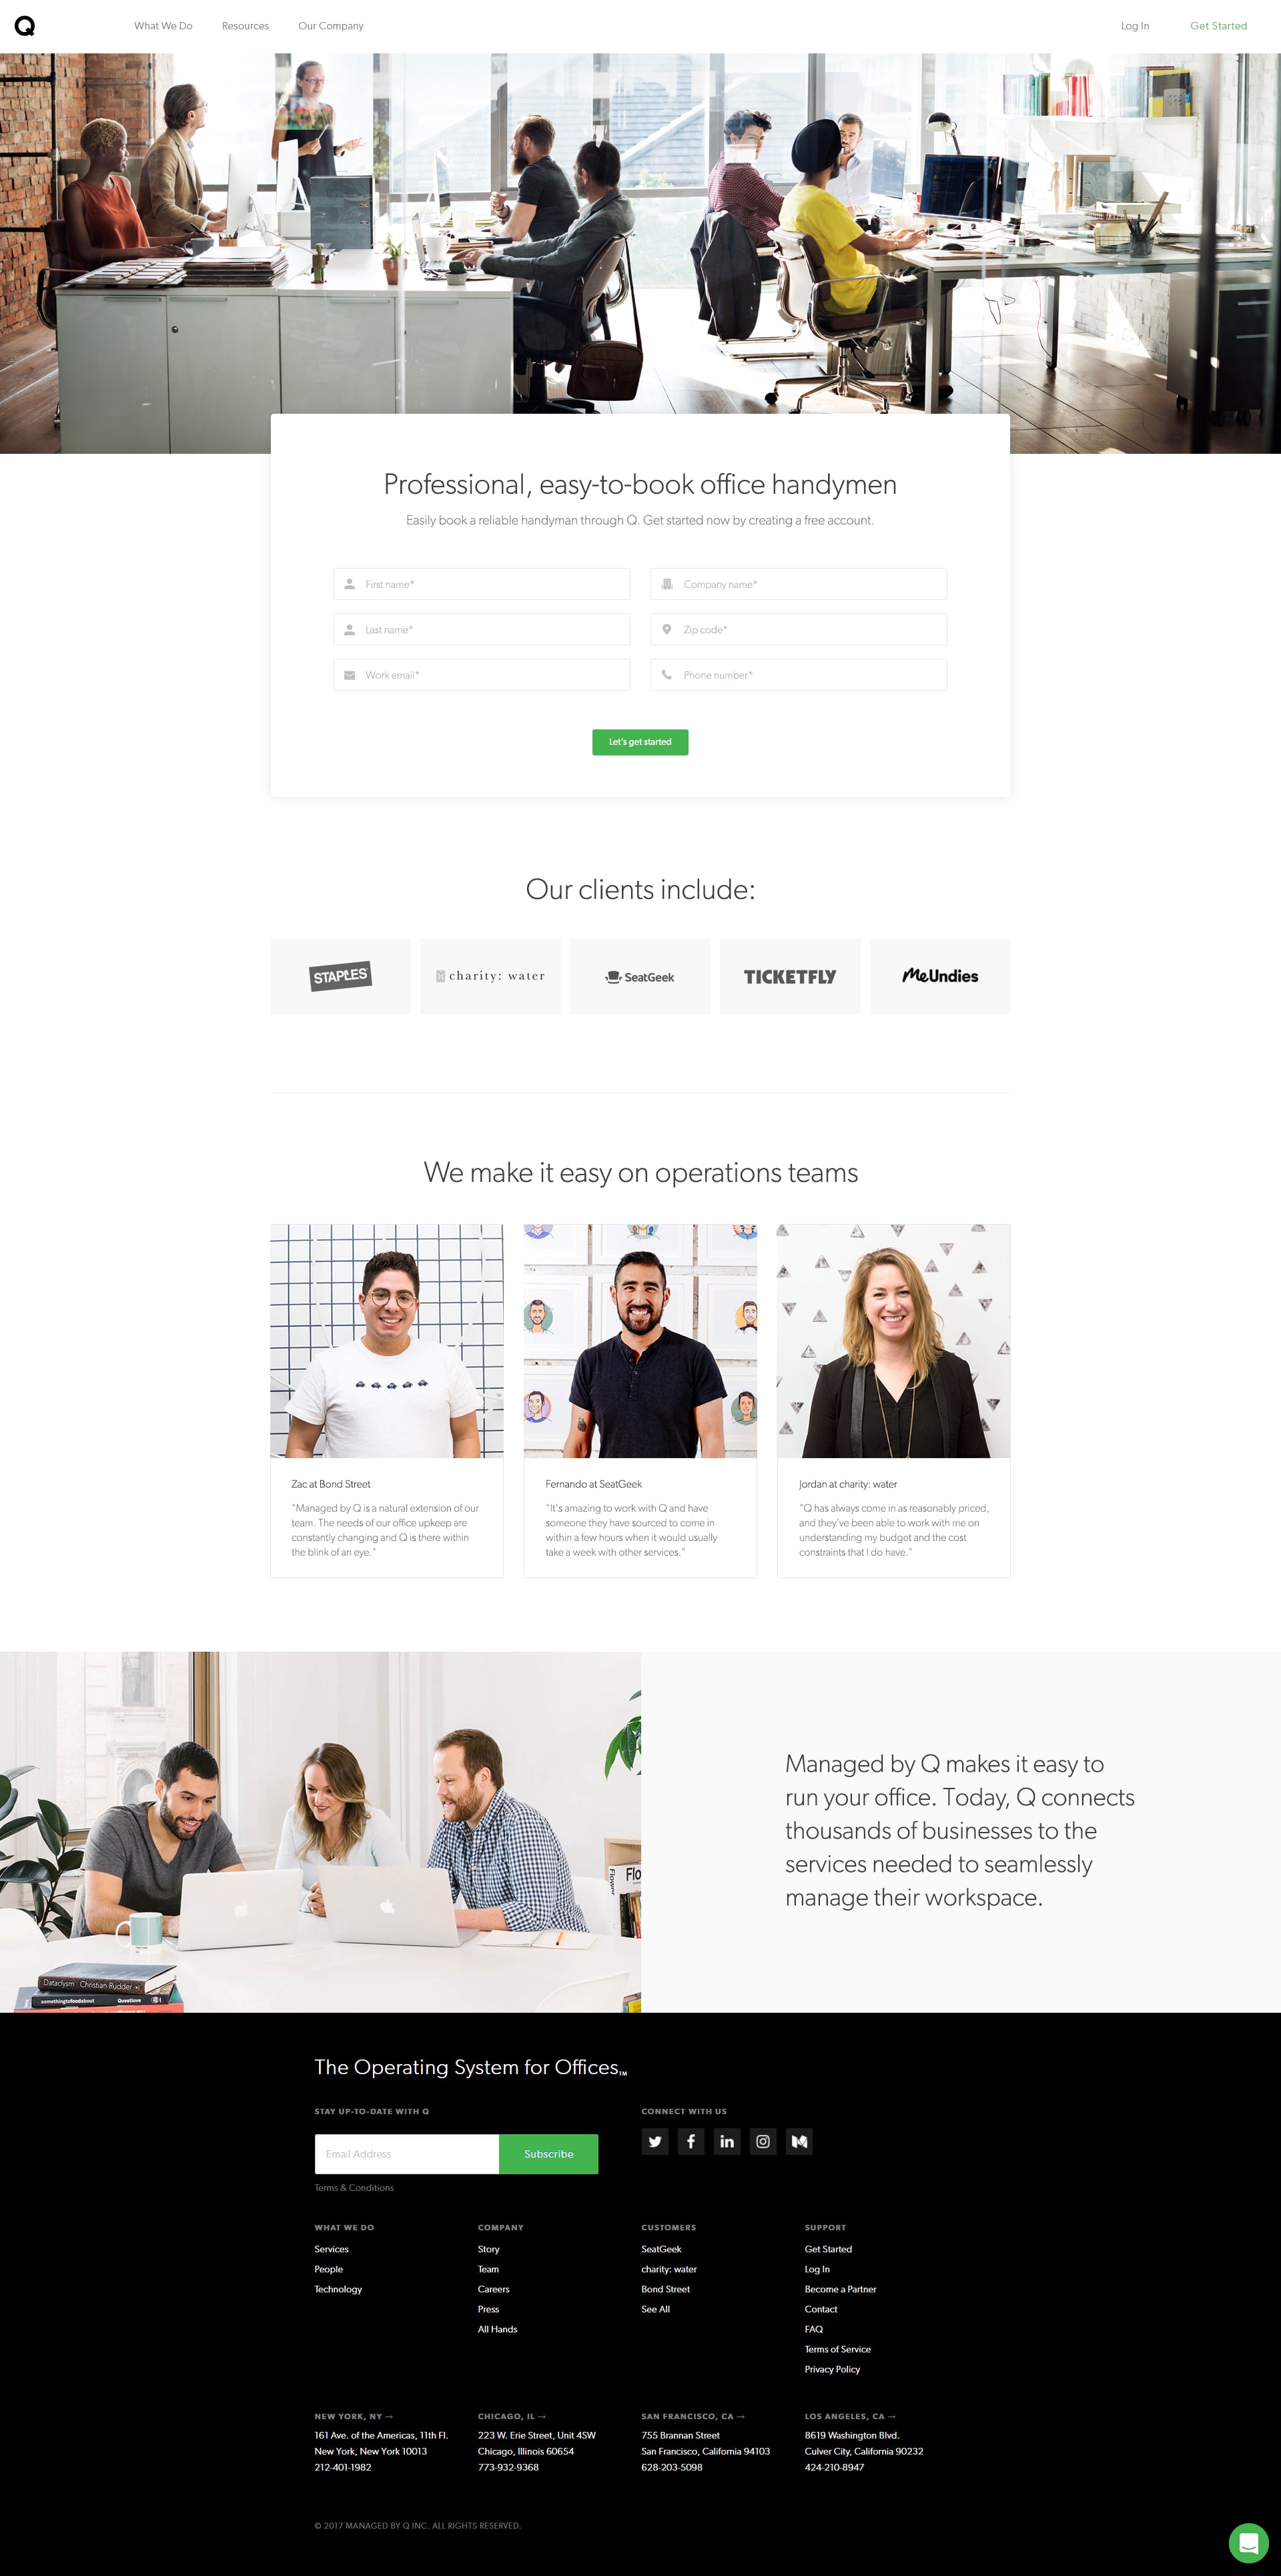 Q
What We Do
Resources
Our Company
Log In
Get Started
Professional, easy-to-book office handymen
Easily book a reliable handyman through Q. Get started now by creating a free account.
First name*
Company name*
Last name*
Zip code*
Work email*
Phone number*
Let's get started
Our clients include:
STAPLES
charity: water
SeatGeek
TICKETFLY
MeUndies
We make it easy on operations teams
Zac at Bond Street
"Managed by Q is a natural extension of our
team. The needs of our office upkeep are
constantly changing and Q is there within
the blink of an eye."
Fernando at SeatGeek
"It's amazing to work with Q and have
someone they have sourced to come in
within a few hours when it would usually
take a week with other services."
Jordan at charity: water
"Q has always come in as reasonably priced,
and they've been able to work with me on
understanding my budget and the cost
constraints that I do have."
Flower
Flo
Dataclysm Christian Rudder
somethingtofoodabout Questlove
Managed by Q makes it easy to
run your office. Today, Q connects
thousands of businesses to the
services needed to seamlessly
manage their workspace.
The Operating System for Offices™
STAY UP-TO-DATE WITH Q
Email Address
Subscribe
Terms & Conditions
CONNECT WITH US
WHAT WE DO
Services
People
Technology
COMPANY
Story
Team
Careers
Press
All Hands
CUSTOMERS
SeatGeek
charity: water
Bond Street
See All
SUPPORT
Get Started
Log In
Become a Partner
Contact
FAQ
Terms of Service
Privacy Policy
NEW YORK, NY →
161 Ave. of the Americas, 11th Fl.
New York, New York 10013
212-401-1982
CHICAGO, IL →
223 W. Erie Street, Unit 4SW
Chicago, Illinois 60654
773-932-9368
SAN FRANCISCO, CA →
755 Brannan Street
San Francisco, California 94103
628-203-5098
LOS ANGELES, CA →
8619 Washington Blvd.
Culver City, California 90232
424-210-8947
© 2017 MANAGED BY Q INC. ALL RIGHTS RESERVED.